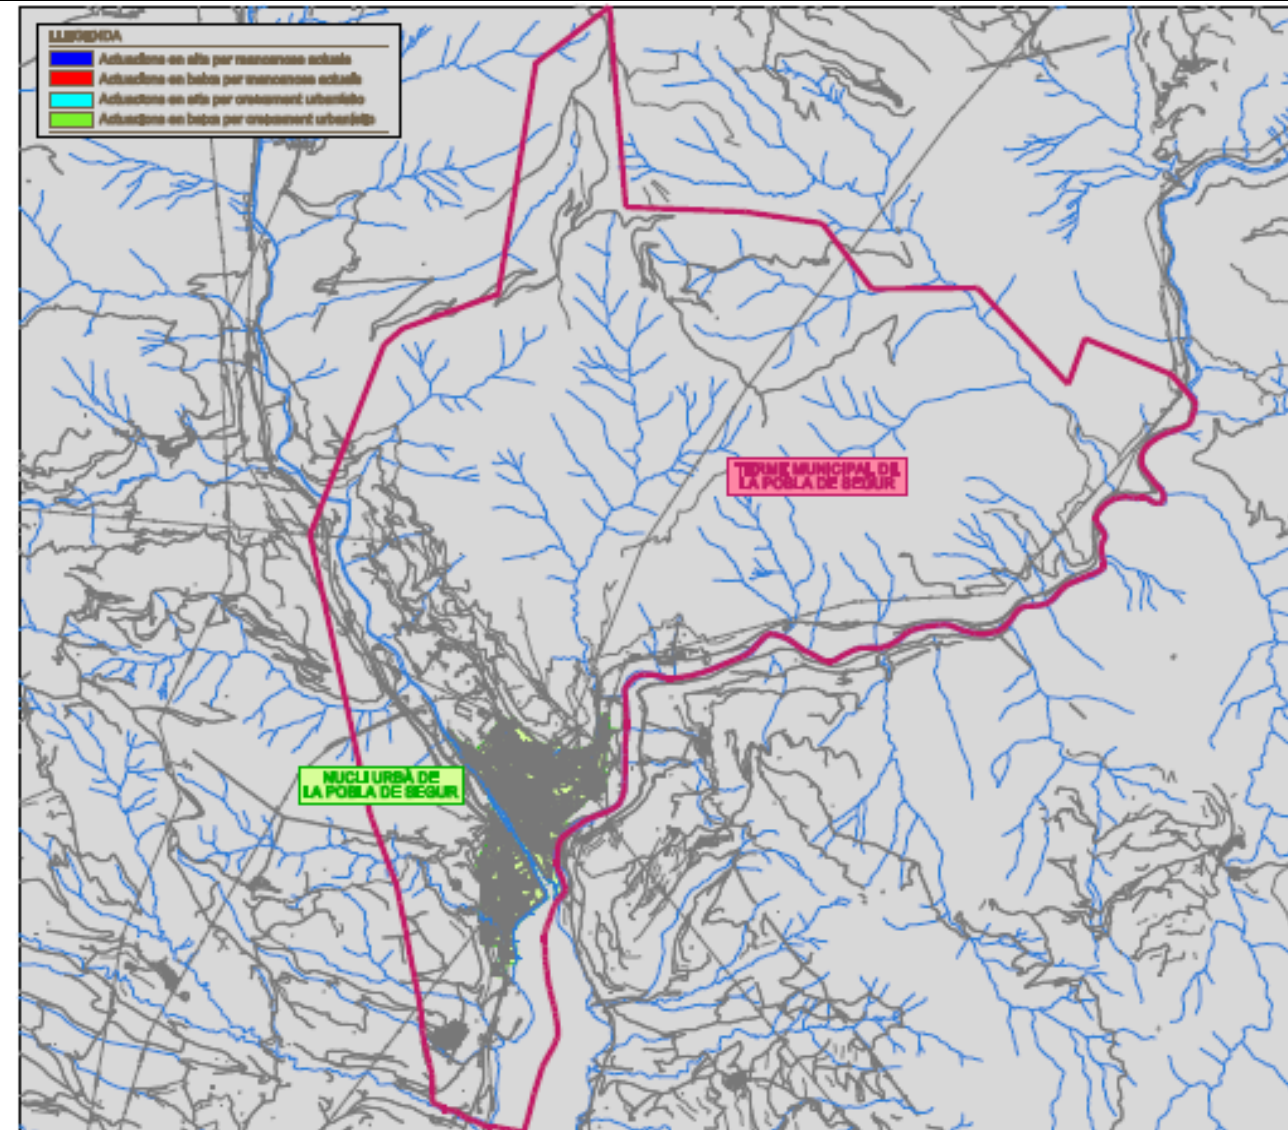 LLEGENDA
Actuacions en alta per mancances actuals
Actuacions en baixa per mancances actuals
Actuacions en alta per creixement urbanístic
Actuacions en baixa per creixement urbanístic
TERME MUNICIPAL DE
LA POBLA DE SEGUR
NUCLI URBÀ DE
LA POBLA DE SEGUR